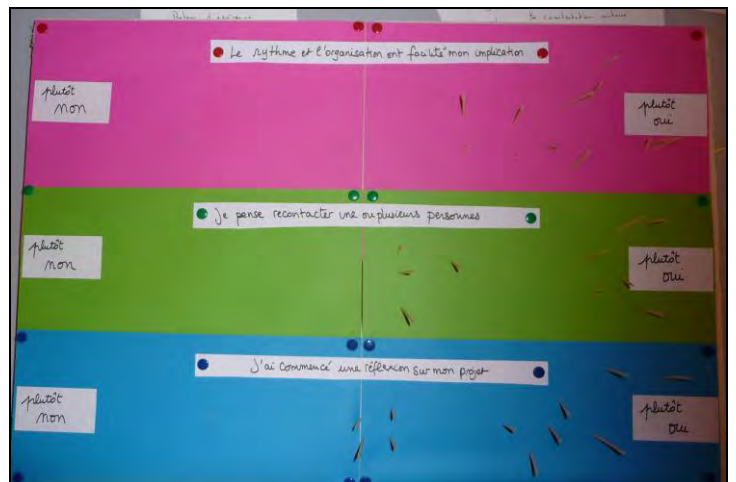 Le rythme et l'organisation ont facilité mon implication
plutôt
non
plutôt
oui
Je pense recontacter une ou plusieurs personnes
plutôt
non
plutôt
oui
J'ai commencé une réflexion sur mon projet
plutôt
non
plutôt
oui